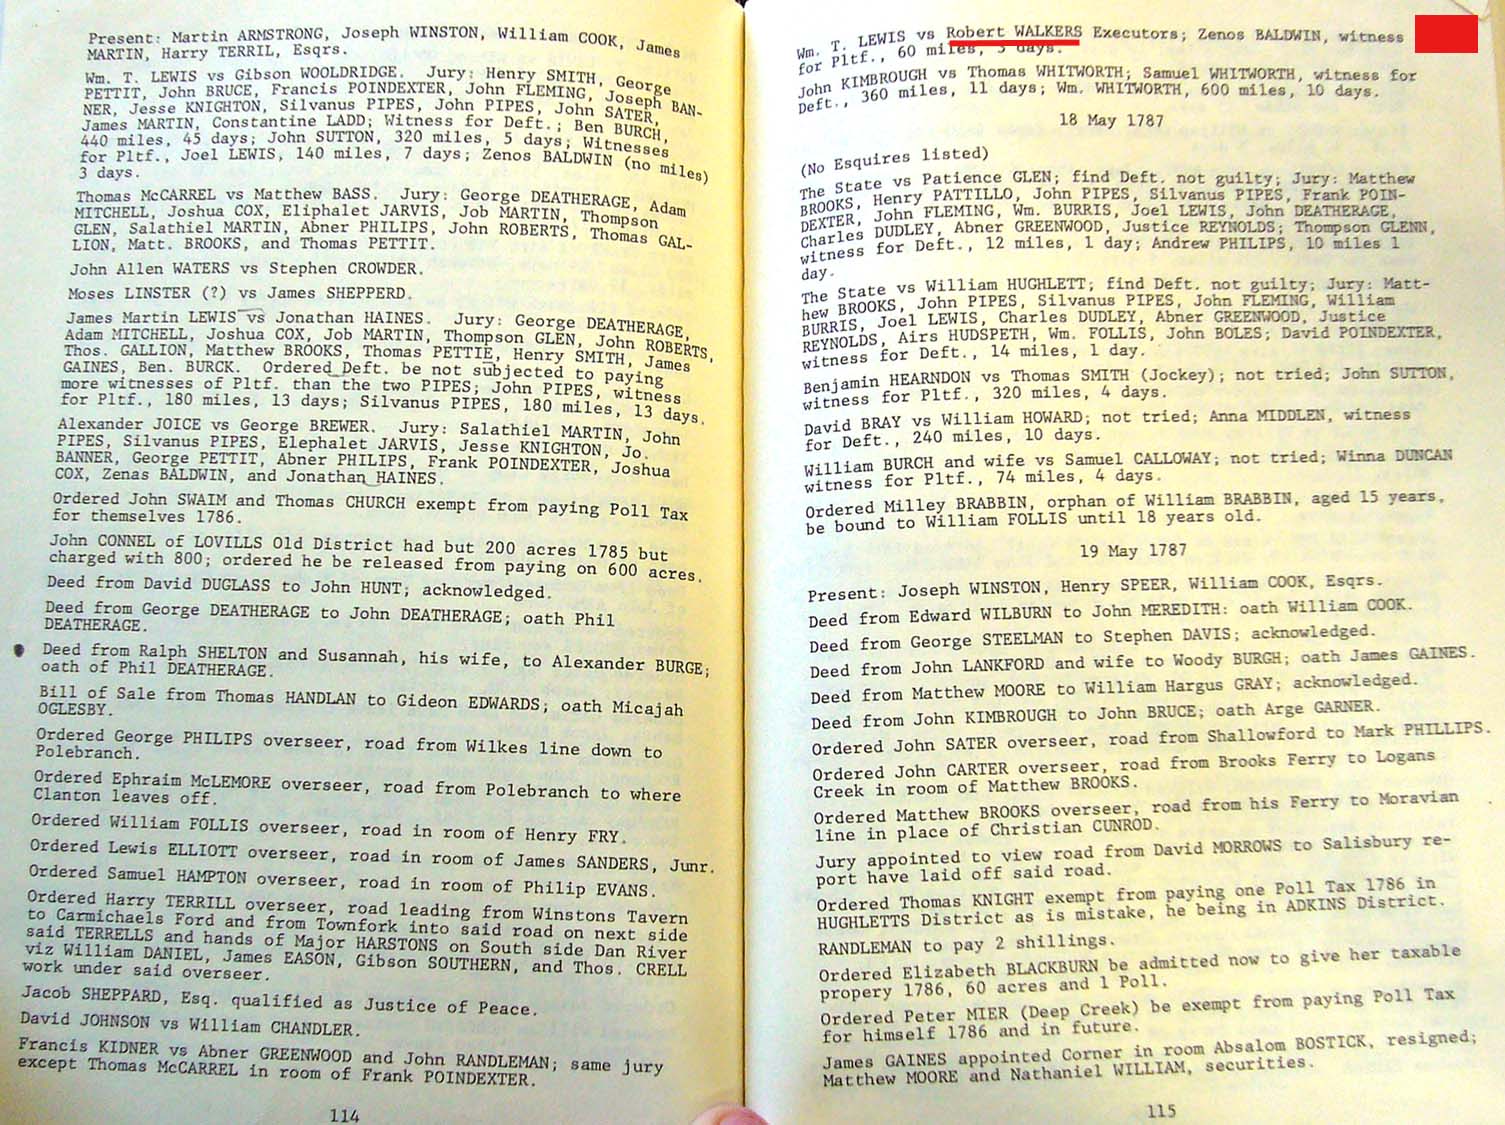 Present: Martin ARMSTRONG, Joseph WINSTON, William COOK, James
MARTIN, Harry TERRIL, Esqrs.
Wm. T. LEWIS vs Gibson WOOLDRIDGE. Jury: Henry SMITH, George
PETTIT, John BRUCE, Francis POINDEXTER, John FLEMING, Joseph BAN-
NER, Jesse KNIGHTON, Silvanus PIPES, John PIPES, John SATER,
James MARTIN, Constantine LADD; Witness for Deft.; Ben BURCH,
440 miles, 45 days; John SUTTON, 320 miles, 5 days; Witnesses
for Pltf., Joel LEWIS, 140 miles, 7 days; Zenos BALDWIN (no miles)
3 days.
Thomas McCARREL vs Matthew BASS. Jury: George DEATHERAGE, Adam
MITCHELL, Joshua COX, Eliphalet JARVIS, Job MARTIN, Thompson
GLEN, Salathiel MARTIN, Abner PHILIPS, John ROBERTS, Thomas GAL-
LION, Matt. BROOKS, and Thomas PETTIT.
John Allen WATERS vs Stephen CROWDER.
Moses LINSTER (?) vs James SHEPPERD.
James Martin LEWIS vs Jonathan HAINES. Jury: George DEATHERAGE,
Adam MITCHELL, Joshua COX, Job MARTIN, Thompson GLEN, John ROBERTS,
Thos. GALLION, Matthew BROOKS, Thomas PETTIE, Henry SMITH, James
GAINES, Ben. BURCK. Ordered Deft. be not subjected to paying
more witnesses of Pltf. than the two PIPES; John PIPES, witness
for Pltf., 180 miles, 13 days; Silvanus PIPES, 180 miles, 13 days.
Alexander JOICE vs George BREWER. Jury: Salathiel MARTIN, John
PIPES, Silvanus PIPES, Elephalet JARVIS, Jesse KNIGHTON, Jo.
BANNER, George PETTIT, Abner PHILIPS, Frank POINDEXTER, Joshua
COX, Zenas BALDWIN, and Jonathan HAINES.
Ordered John SWAIM and Thomas CHURCH exempt from paying Poll Tax
for themselves 1786.
John CONNEL of LOVILLS Old District had but 200 acres 1785 but
charged with 800; ordered he be released from paying on 600 acres.
Deed from David DUGLASS to John HUNT; acknowledged.
Deed from George DEATHERAGE to John DEATHERAGE; oath Phil
DEATHERAGE.
Deed from Ralph SHELTON and Susannah, his wife, to Alexander BURGE;
oath of Phil DEATHERAGE.
Bill of Sale from Thomas HANDLAN to Gideon EDWARDS; oath Micajah
OGLESBY.
Ordered George PHILIPS overseer, road from Wilkes line down to
Polebranch.
Ordered Ephraim McLEMORE overseer, road from Polebranch to where
Clanton leaves off.
Ordered William FOLLIS overseer, road in room of Henry FRY.
Ordered Lewis ELLIOTT overseer, road in room of James SANDERS, Junr.
Ordered Samuel HAMPTON overseer, road in room of Philip EVANS.
Ordered Harry TERRILL overseer, road leading from Winstons Tavern
to Carmichaels Ford and from Townfork into said road on next side
said TERRELLS and hands of Major HARSTONS on South side Dan River
viz William DANIEL, James EASON, Gibson SOUTHERN, and Thos. CRELL
work under said overseer.
Jacob SHEPPARD, Esq. qualified as Justice of Peace.
David JOHNSON vs William CHANDLER.
Francis KIDNER vs Abner GREENWOOD and John RANDLEMAN; same jury
except Thomas McCARREL in room of Frank POINDEXTER.
114
Wm. T. LEWIS vs Robert WALKERS Executors; Zenos BALDWIN, witness
for Pltf., 60 miles, 3 days.
John KIMBROUGH vs Thomas WHITWORTH; Samuel WHITWORTH, witness for
Deft., 360 miles, 11 days; Wm. WHITWORTH, 600 miles, 10 days.
18 May 1787
(No Esquires listed)
The State vs Patience GLEN; find Deft. not guilty; Jury: Matthew
BROOKS, Henry PATTILLO, John PIPES, Silvanus PIPES, Frank POIN-
DEXTER, John FLEMING, Wm. BURRIS, Joel LEWIS, John DEATHERAGE,
Charles DUDLEY, Abner GREENWOOD, Justice REYNOLDS; Thompson GLENN,
witness for Deft., 12 miles, 1 day; Andrew PHILIPS, 10 miles 1
day.
The State vs William HUGHLETT; find Deft. not guilty; Jury: Matt-
hew BROOKS, John PIPES, Silvanus PIPES, John FLEMING, William
BURRIS, Joel LEWIS, Charles DUDLEY, Abner GREENWOOD, Justice
REYNOLDS, Airs HUDSPETH, Wm. FOLLIS, John BOLES; David POINDEXTER,
witness for Deft., 14 miles, 1 day.
Benjamin HEARNDON vs Thomas SMITH (Jockey); not tried; John SUTTON,
witness for Pltf., 320 miles, 4 days.
David BRAY vs William HOWARD; not tried; Anna MIDDLEN, witness
for Deft., 240 miles, 10 days.
William BURCH and wife vs Samuel CALLOWAY; not tried; Winna DUNCAN
witness for Pltf., 74 miles, 4 days.
Ordered Milley BRABBIN, orphan of William BRABBIN, aged 15 years,
be bound to William FOLLIS until 18 years old.
19 May 1787
Present: Joseph WINSTON, Henry SPEER, William COOK, Esqrs.
Deed from Edward WILBURN to John MEREDITH: oath William COOK.
Deed from George STEELMAN to Stephen DAVIS; acknowledged.
Deed from John LANKFORD and wife to Woody BURGH; oath James GAINES.
Deed from Matthew MOORE to William Hargus GRAY; acknowledged.
Deed from John KIMBROUGH to John BRUCE; oath Arge GARNER.
Ordered John SATER overseer, road from Shallowford to Mark PHILLIPS.
Ordered John CARTER overseer, road from Brooks Ferry to Logans
Creek in room of Matthew BROOKS.
Ordered Matthew BROOKS overseer, road from his Ferry to Moravian
line in place of Christian CUNROD.
Jury appointed to view road from David MORROWS to Salisbury re-
port have laid off said road.
Ordered Thomas KNIGHT exempt from paying one Poll Tax 1786 in
HUGHLETTS District as is mistake, he being in ADKINS District.
RANDLEMAN to pay 2 shillings.
Ordered Elizabeth BLACKBURN be admitted now to give her taxable
propery 1786, 60 acres and 1 Poll.
Ordered Peter MIER (Deep Creek) be exempt from paying Poll Tax
for himself 1786 and in future.
James GAINES appointed Corner in room Absalom BOSTICK, resigned;
Matthew MOORE and Nathaniel WILLIAM, securities.
115